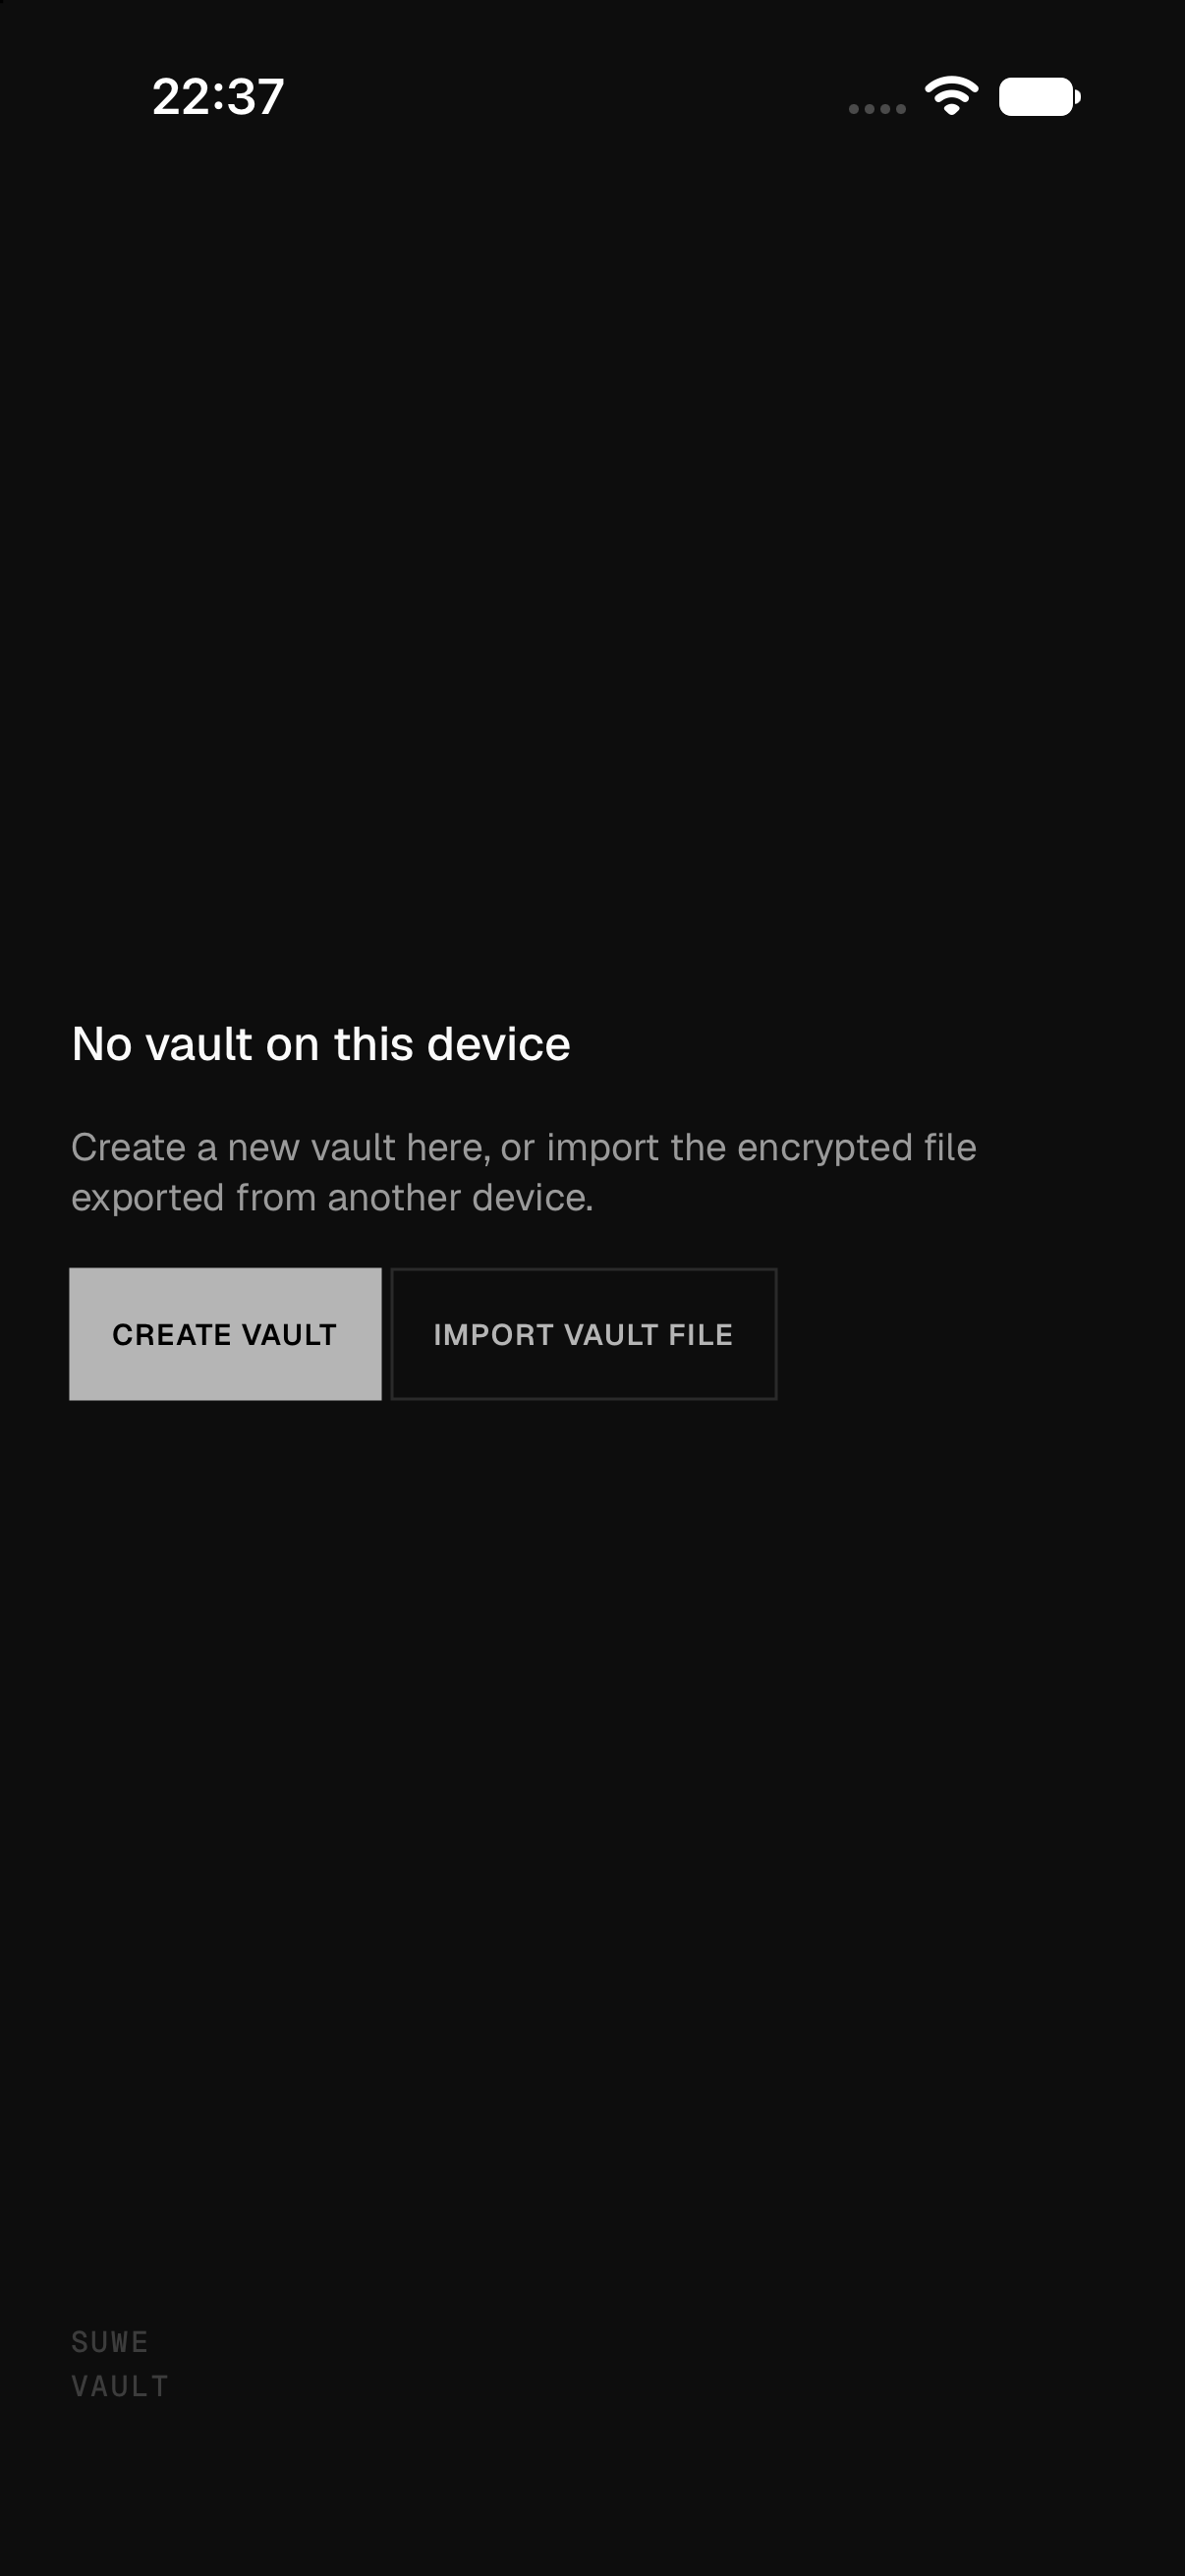 22:37
No vault on this device
Create a new vault here, or import the encrypted file
exported from another device.
CREATE VAULT
IMPORT VAULT FILE
SUWE
VAULT